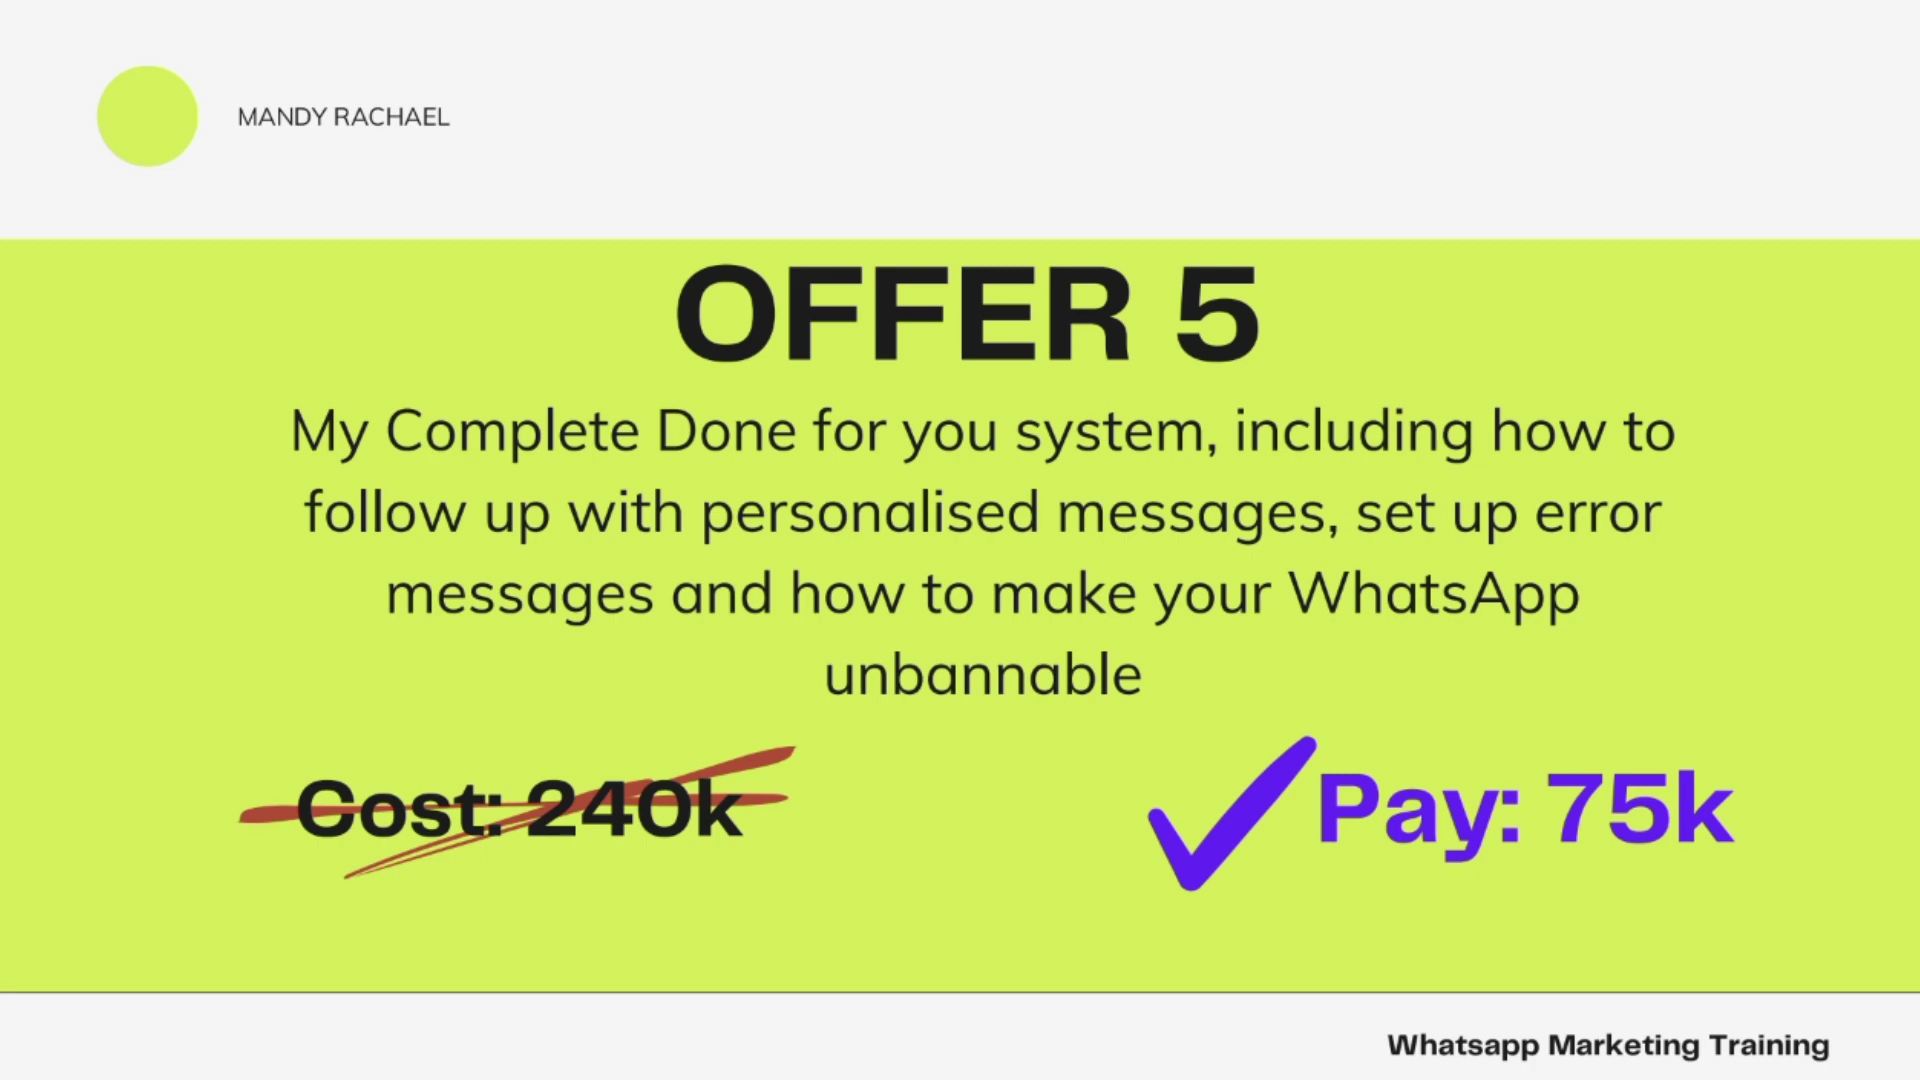 MANDY RACHAEL
OFFER 5
My Complete Done for you system, including how to
follow up with personalised messages, set up error
messages and how to make your WhatsApp
unbannable
Cost: 240k
Pay: 75k
Whatsapp Marketing Training